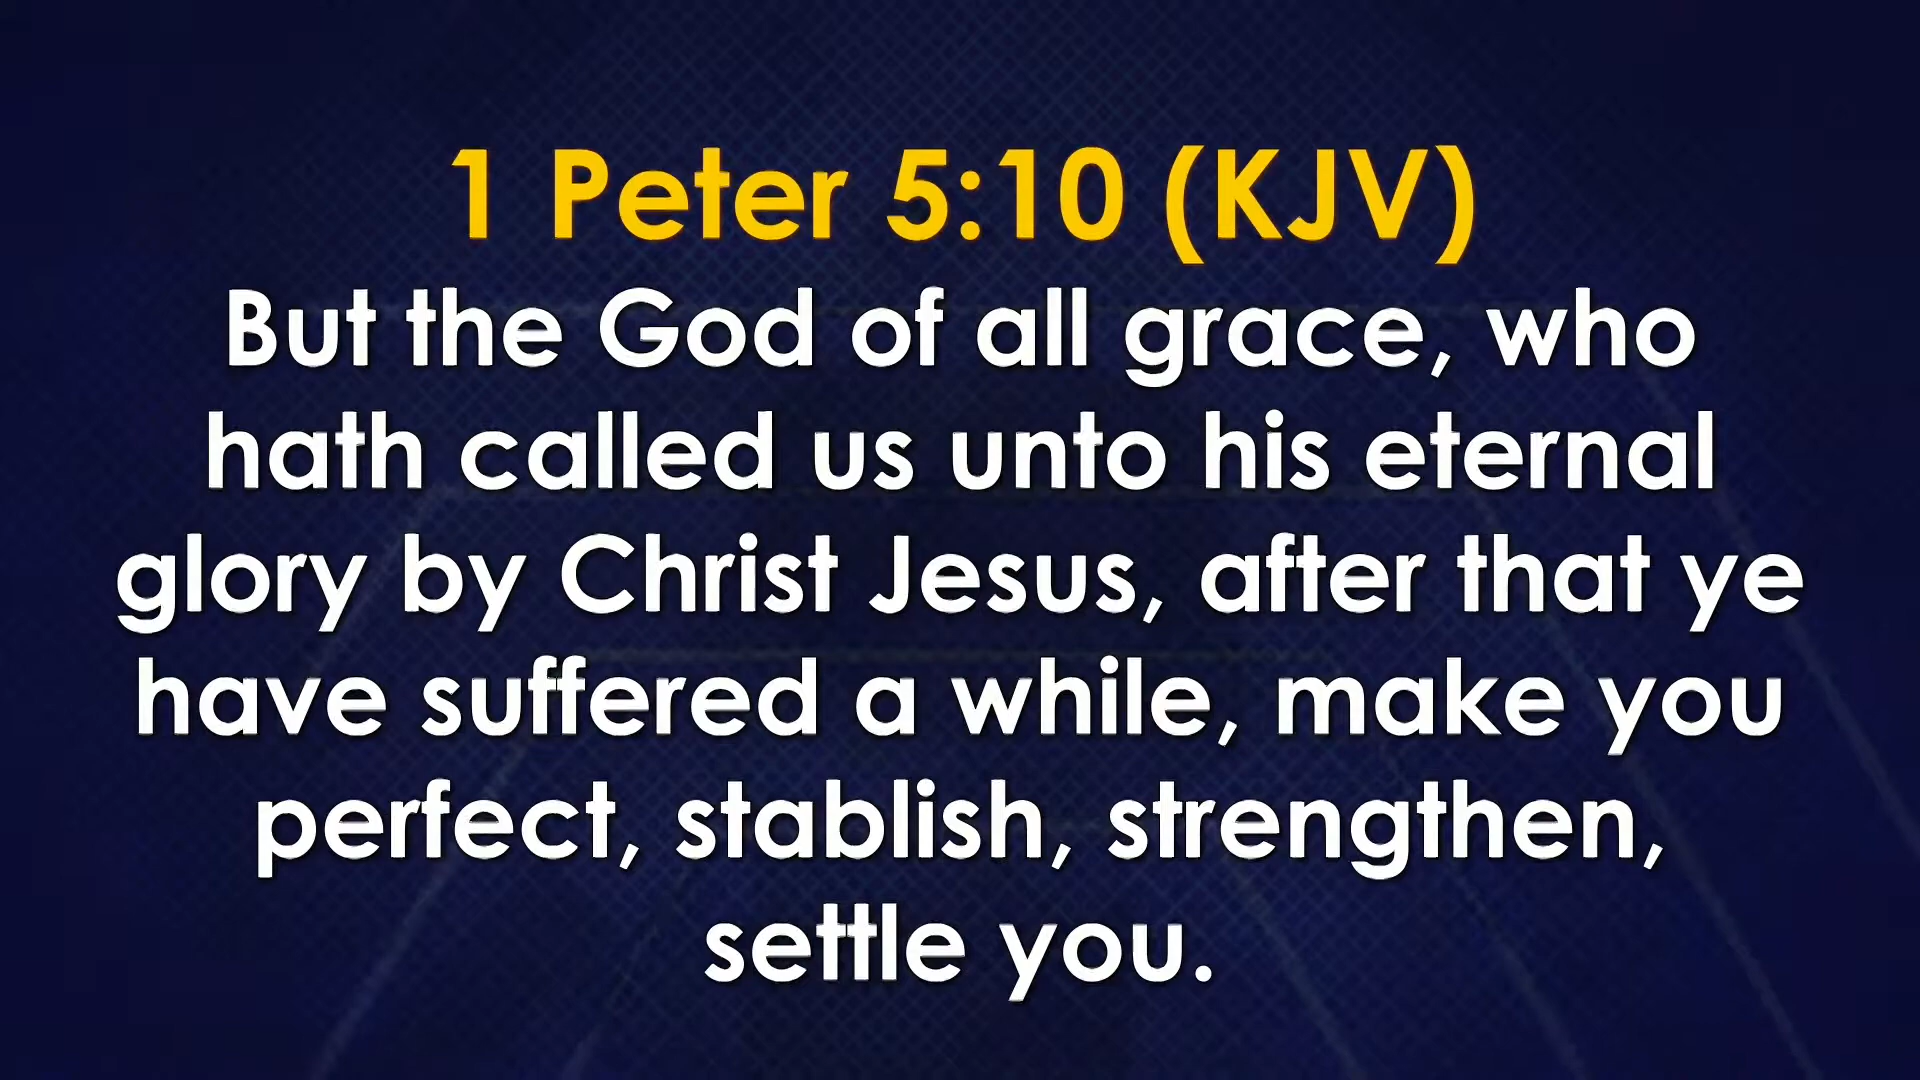 1 Peter 5:10 (KJV)
But the God of all grace, who
hath called us unto his eternal
glory by Christ Jesus, after that ye
have suffered a while, make you
perfect, stablish, strengthen,
settle you.